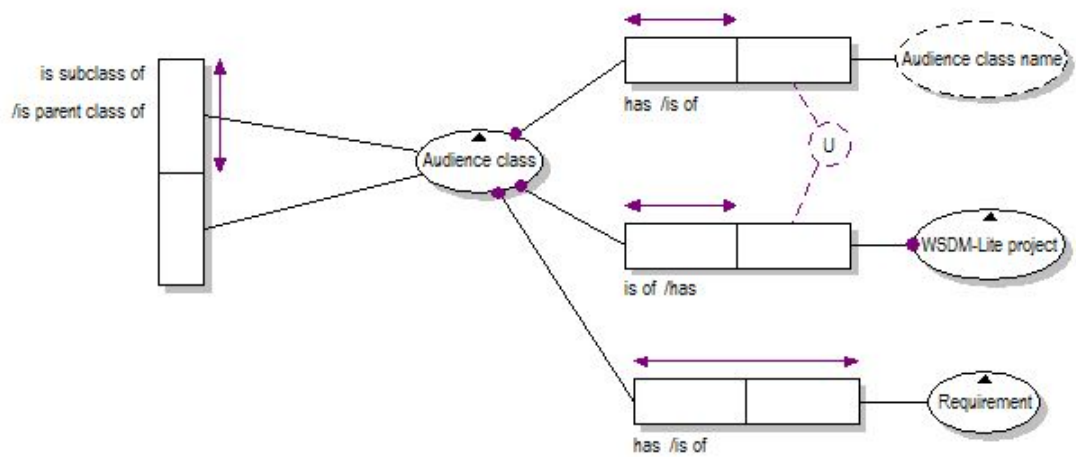 is subclass of
/is parent class of
Audience class
has /is of
Audience class name
U
is of /has
WSDM-Lite project
has /is of
Requirement